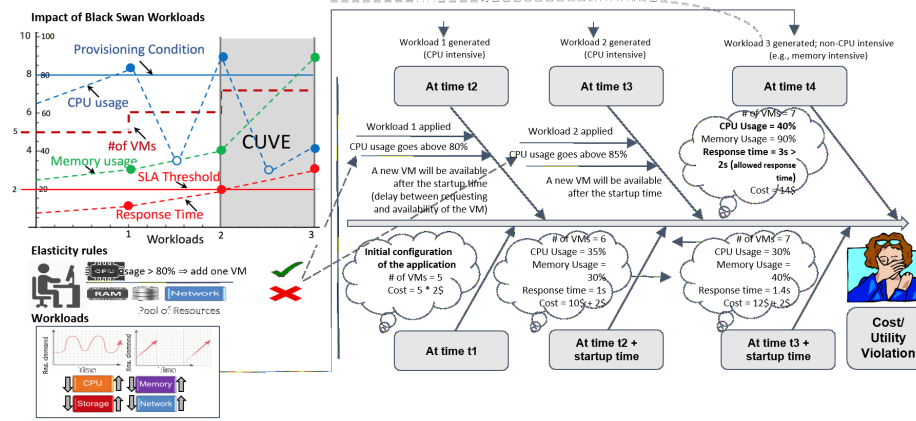 Impact of Black Swan Workloads
10
100
8
80
6
60
4
40
2
20
Provisioning Condition
CPU usage
#of VMs
Memory usage
SLA Threshold
Response Time
CUVE
1
2
3
Workloads
Elasticity rules
CPU
usage > 80% ⇒ add one VM
RAM
Network
Pool of Resources
Workloads
Res. demand
Time
Res. demand
Time
CPU
Memory
Storage
Network
Workload 1 generated
(CPU intensive)
Workload 2 generated
(CPU intensive)
Workload 3 generated; non-CPU intensive
(e.g., memory intensive)
At time t2
At time t3
At time t4
Workload 1 applied
CPU usage goes above 80%
A new VM will be available
after the startup time
(delay between requesting
and availability of the VM)
Workload 2 applied
CPU usage goes above 85%
A new VM will be available
after the startup time
# of VMs = 7
CPU Usage = 40%
Memory Usage = 90%
Response time = 3s >
2s (allowed response
time)
Cost = 14$
Initial configuration
of the application
# of VMs = 5
Cost = 5 * 2$
# of VMs = 6
CPU Usage = 35%
Memory Usage =
30%
Response time = 1s
Cost = 10$ + 2$
# of VMs = 7
CPU Usage = 30%
Memory Usage =
40%
Response time = 1.4s
Cost = 12$ + 2$
At time t1
At time t2 +
startup time
At time t3 +
startup time
Cost/
Utility
Violation